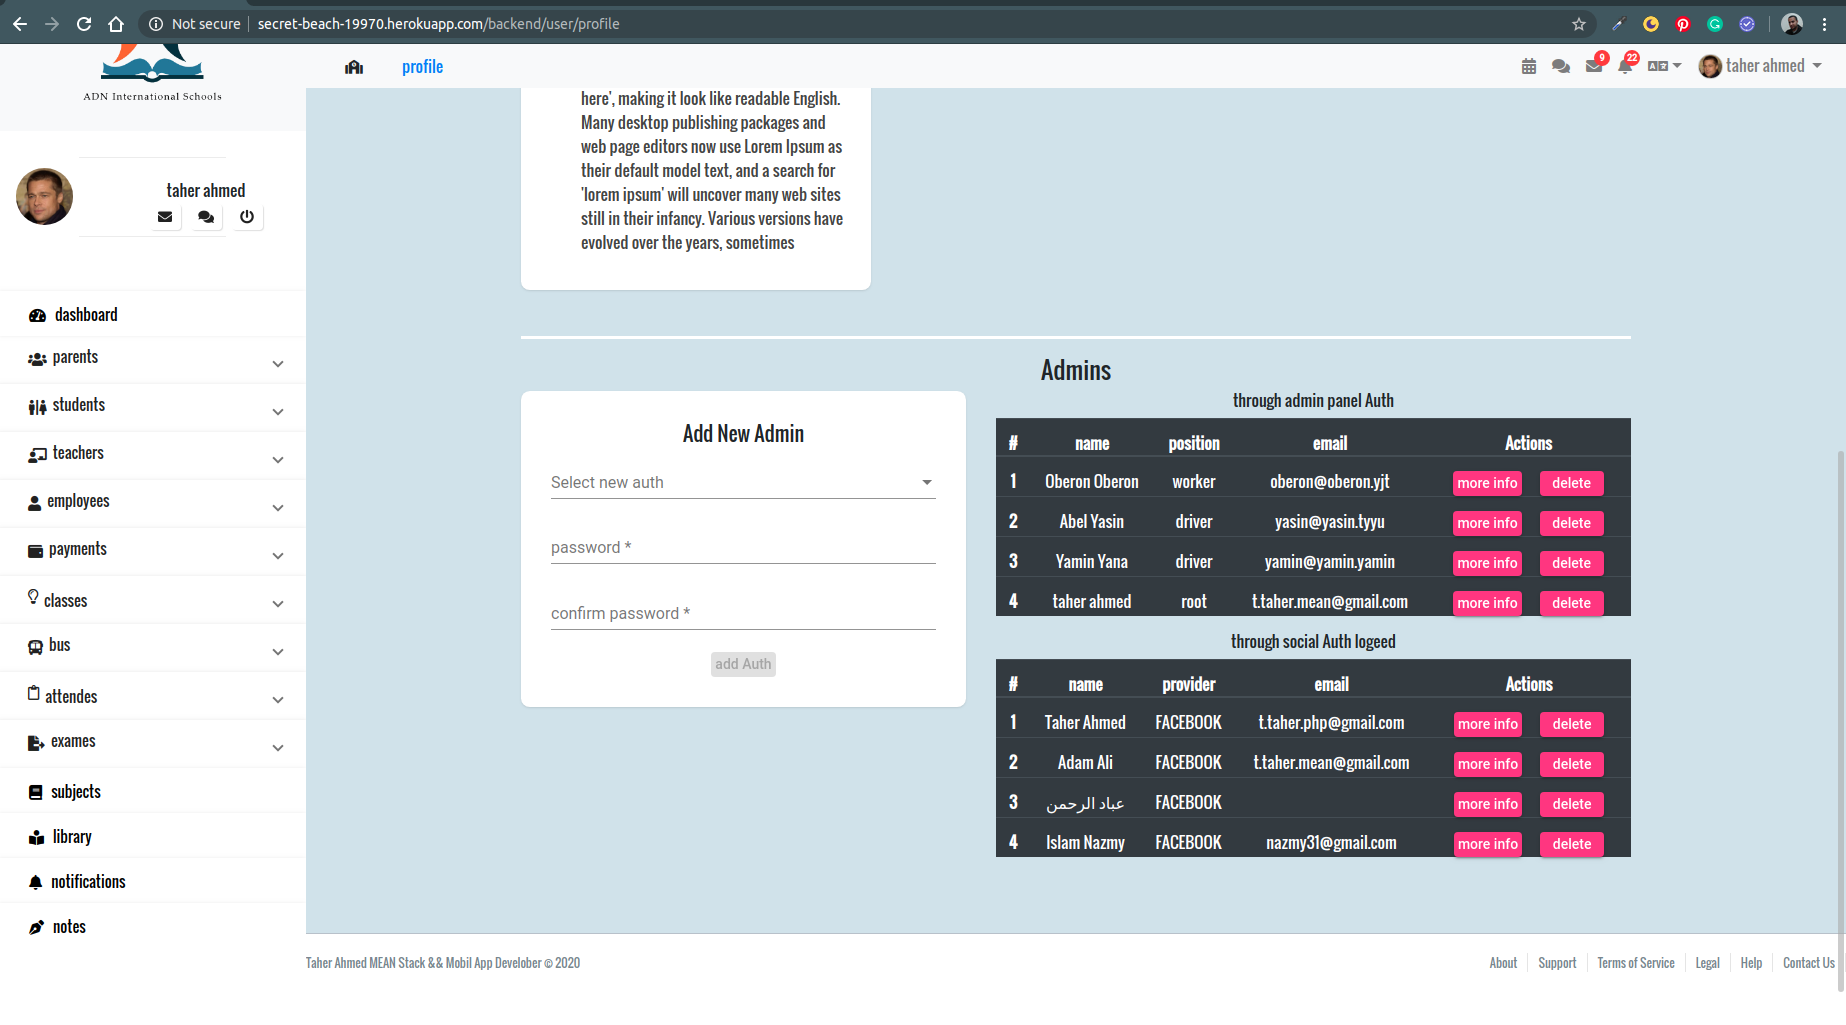 Not secure
secret-beach-19970.herokuapp.com/backend/user/profile
ADN International Schools
profile
9
22
taher ahmed
taher ahmed
dashboard
parents
students
teachers
employees
payments
classes
bus
attendes
exames
subjects
library
notifications
notes
here', making it look like readable English.
Many desktop publishing packages and
web page editors now use Lorem Ipsum as
their default model text, and a search for
'lorem ipsum' will uncover many web sites
still in their infancy. Various versions have
evolved over the years, sometimes
Admins
Add New Admin
Select new auth
password *
confirm password *
add Auth
through admin panel Auth
# name position email Actions
1 Oberon Oberon worker oberon@oberon.yjt more info delete
2 Abel Yasin driver yasin@yasin.tyyu more info delete
3 Yamin Yana driver yamin@yamin.yamin more info delete
4 taher ahmed root t.taher.mean@gmail.com more info delete
through social Auth logeed
# name provider email Actions
1 Taher Ahmed FACEBOOK t.taher.php@gmail.com more info delete
2 Adam Ali FACEBOOK t.taher.mean@gmail.com more info delete
3 عباد الرحمن FACEBOOK more info delete
4 Islam Nazmy FACEBOOK nazmy31@gmail.com more info delete
Taher Ahmed MEAN Stack && Mobil App Develober © 2020
About Support Terms of Service Legal Help Contact Us